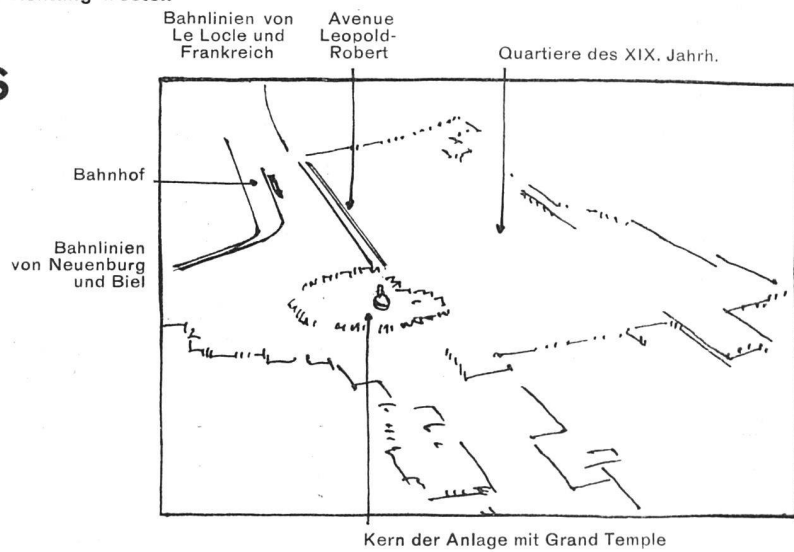 Bahnlinien von
Le Locle und
Frankreich
Avenue
Leopold-
Robert
Quartiere des XIX. Jahrh.
Bahnhof
Bahnlinien
von Neuenburg
und Biel
Kern der Anlage mit Grand Temple